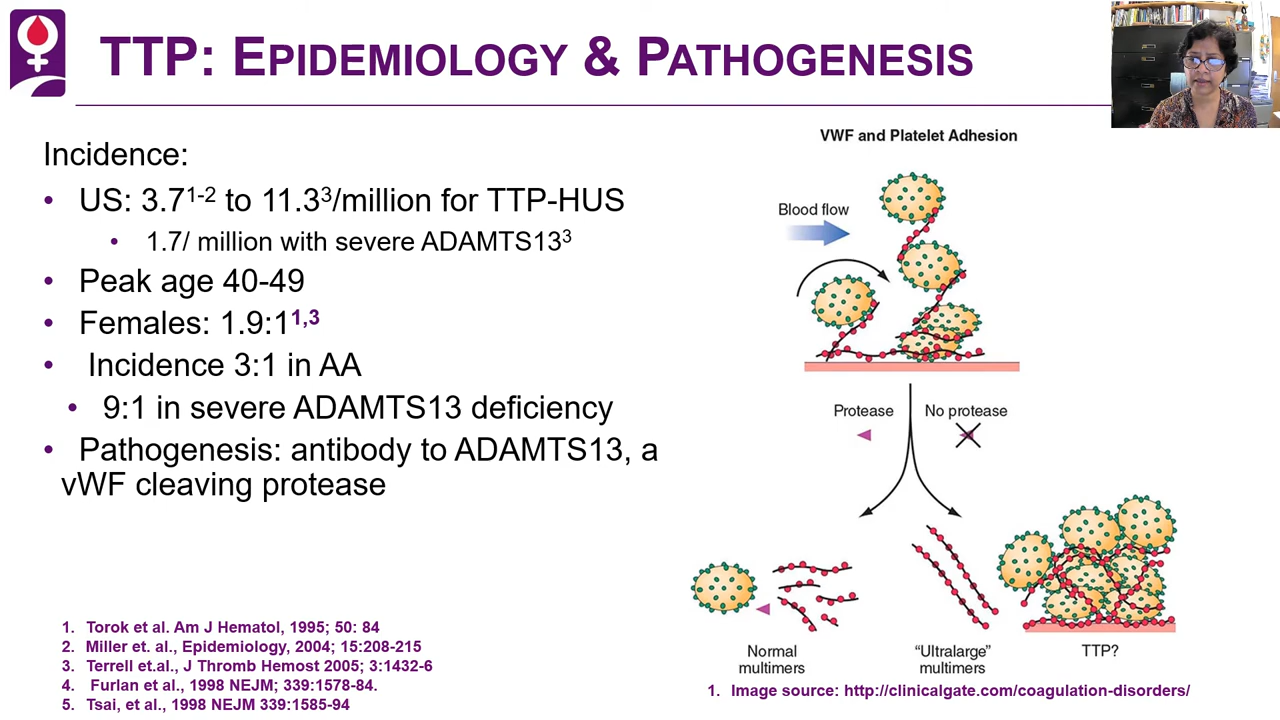 TTP: EPIDEMIOLOGY & PATHOGENESIS
Incidence:
• US: 3.7¹⁻² to 11.3³/million for TTP-HUS
• 1.7/ million with severe ADAMTS13³
• Peak age 40-49
• Females: 1.9:1¹,³
• Incidence 3:1 in AA
• 9:1 in severe ADAMTS13 deficiency
• Pathogenesis: antibody to ADAMTS13, a
vWF cleaving protease
1. Torok et al. Am J Hematol, 1995; 50: 84
2. Miller et. al., Epidemiology, 2004; 15:208-215
3. Terrell et.al., J Thromb Hemost 2005; 3:1432-6
4. Furlan et al., 1998 NEJM; 339:1578-84.
5. Tsai, et al., 1998 NEJM 339:1585-94
VWF and Platelet Adhesion
Blood flow
Protease
No protease
Normal
multimers
“Ultralarge”
multimers
TTP?
1. Image source: http://clinicalgate.com/coagulation-disorders/